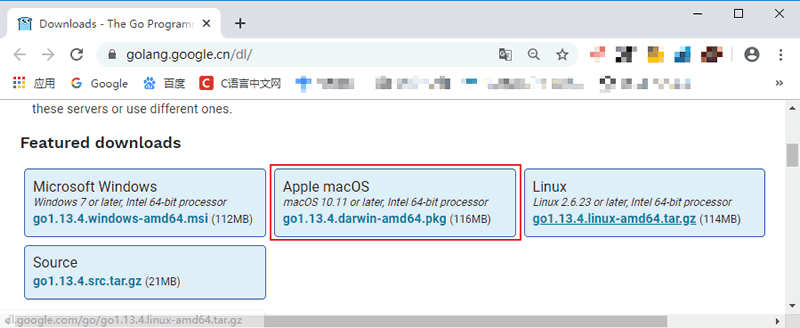 Downloads - The Go Programm
golang.google.cn/dl/
应用 Google 百度 C语言中文网
these servers or use different ones.
Featured downloads
Microsoft Windows
Windows 7 or later, Intel 64-bit processor
go1.13.4.windows-amd64.msi (112MB)
Apple macOS
macOS 10.11 or later, Intel 64-bit processor
go1.13.4.darwin-amd64.pkg (116MB)
Linux
Linux 2.6.23 or later, Intel 64-bit processor
go1.13.4.linux-amd64.tar.gz (114MB)
Source
go1.13.4.src.tar.gz (21MB)
dl.google.com/go/go1.13.4.linux-amd64.tar.gz